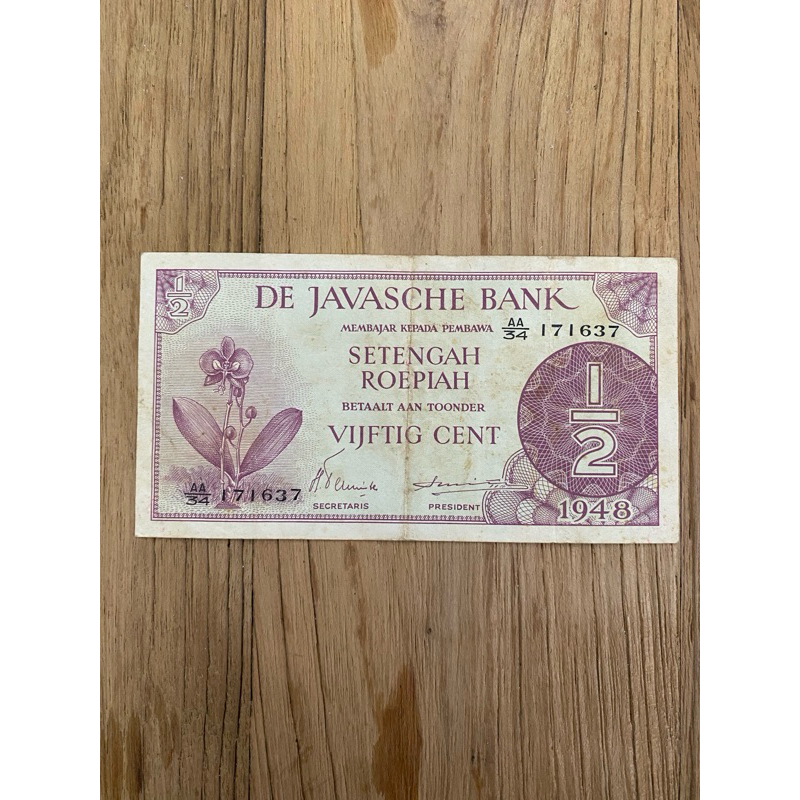 1/2
DE JAVASCHE BANK
MEMBAJAR KEPADA PEMBAWA
AA/34 171637
SETENGAH
ROEPIAH
BETAALT AAN TOONDER
VIJFTIG CENT
1/2
AA/34 171637
SECRETARIS
PRESIDENT
1948